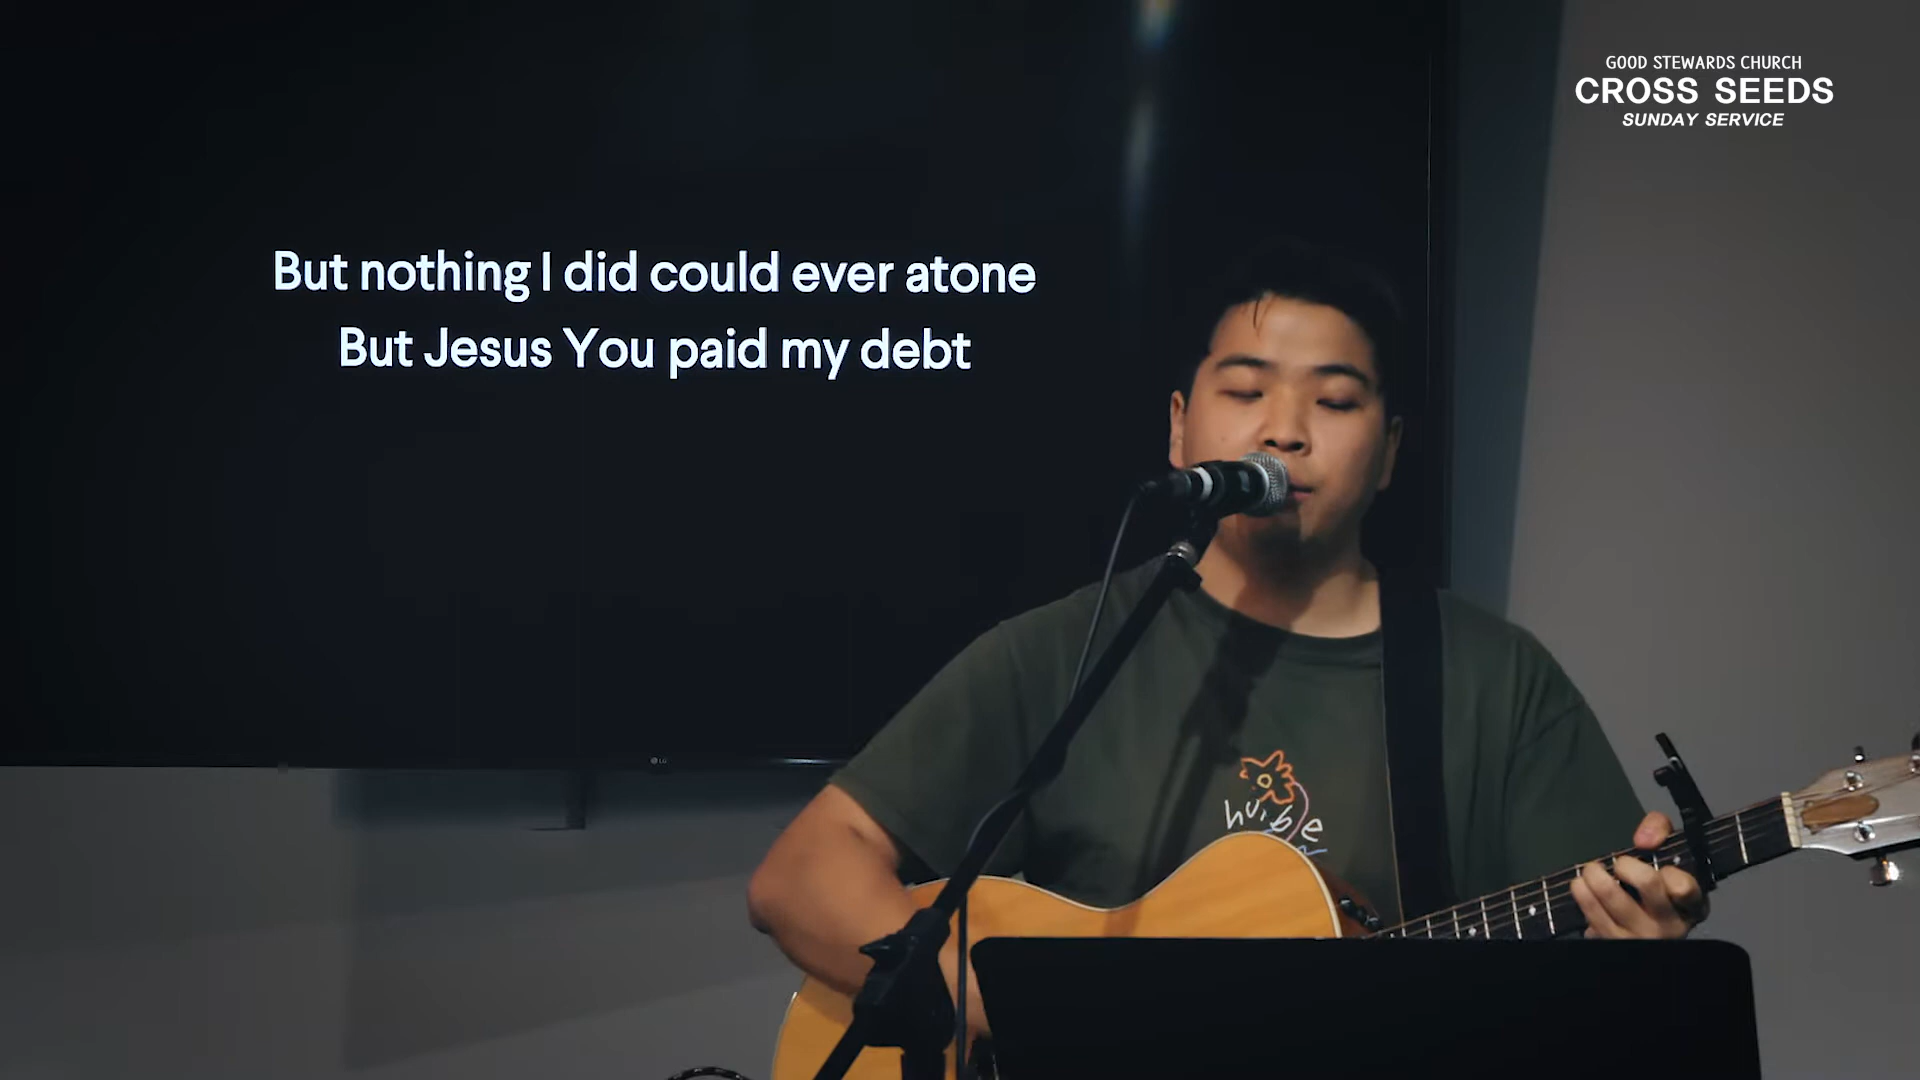 GOOD STEWARDS CHURCH
CROSS SEEDS
SUNDAY SERVICE
But nothing I did could ever atone
But Jesus You paid my debt
LG